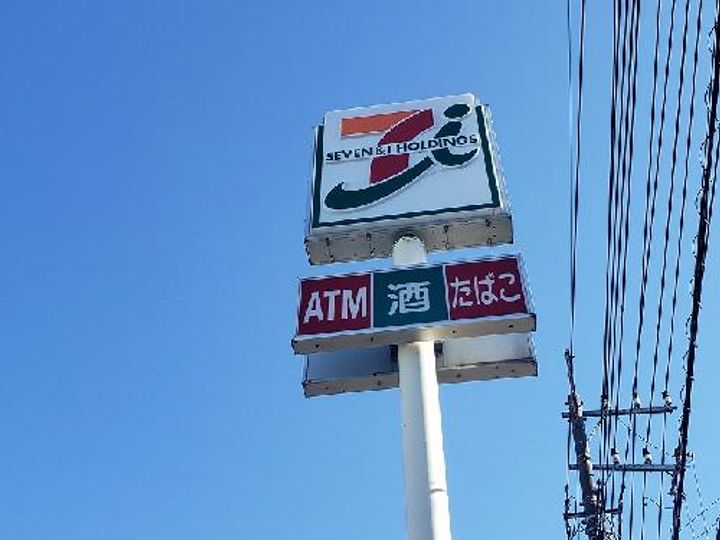 SEVEN & i HOLDINGS
ATM 酒 たばこ